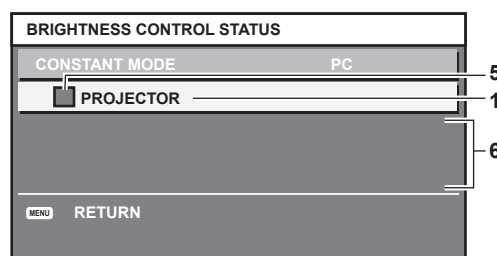 BRIGHTNESS CONTROL STATUS
CONSTANT MODE PC
5
PROJECTOR 1
6
MENU RETURN